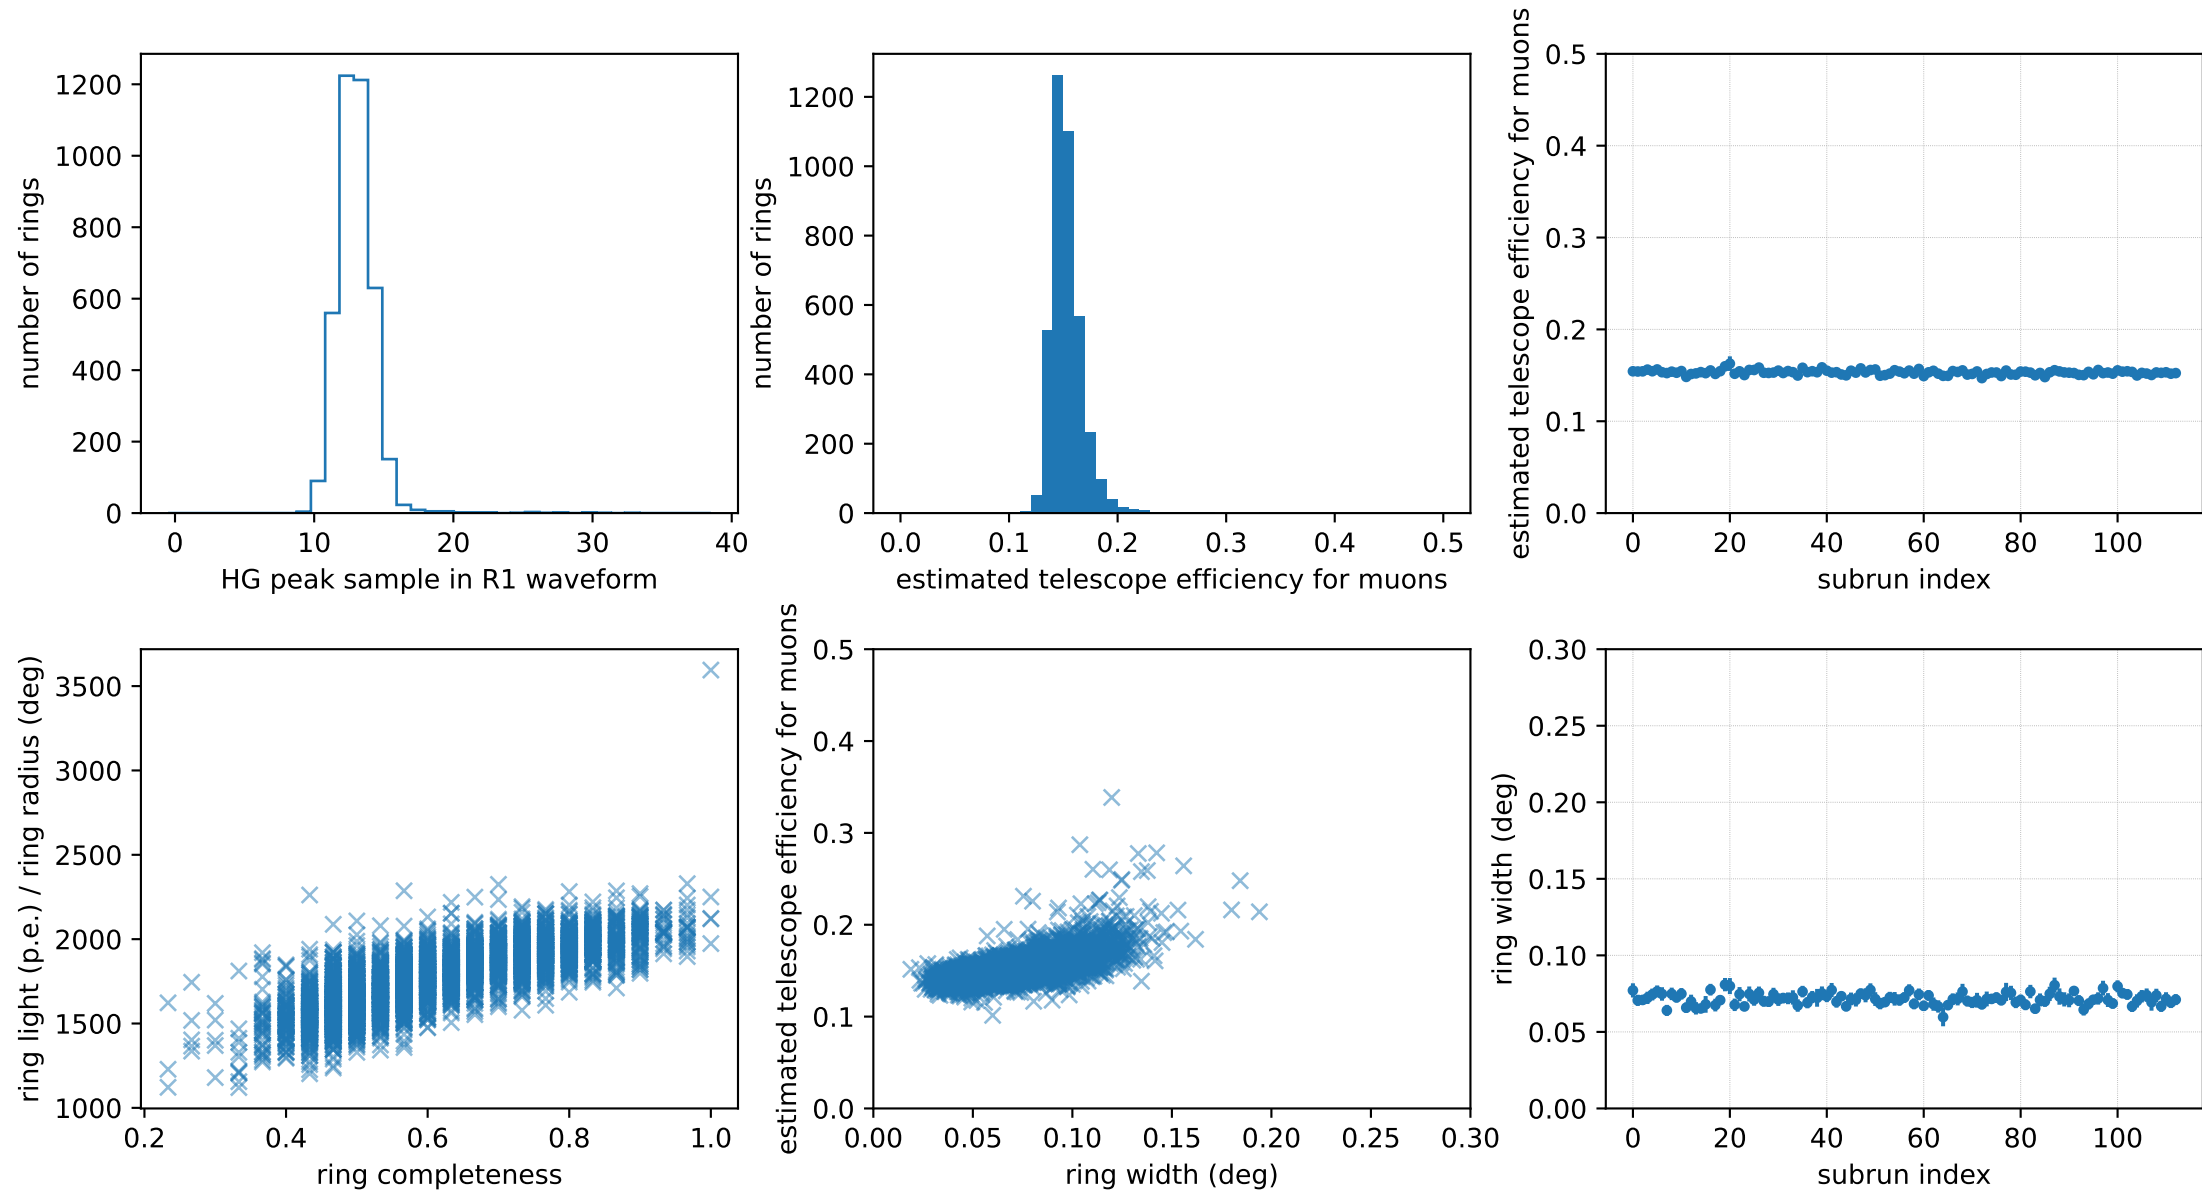 1200
1000
800
600
400
200
0
number of rings
0 10 20 30 40
HG peak sample in R1 waveform
1200
1000
800
600
400
200
0
number of rings
0.0 0.1 0.2 0.3 0.4 0.5
estimated telescope efficiency for muons
0.5
0.4
0.3
0.2
0.1
0.0
estimated telescope efficiency for muons
0 20 40 60 80 100
subrun index
3500
3000
2500
2000
1500
1000
ring light (p.e.) / ring radius (deg)
0.2 0.4 0.6 0.8 1.0
ring completeness
0.5
0.4
0.3
0.2
0.1
0.0
estimated telescope efficiency for muons
0.00 0.05 0.10 0.15 0.20 0.25 0.30
ring width (deg)
0.30
0.25
0.20
0.15
0.10
0.05
0.00
ring width (deg)
0 20 40 60 80 100
subrun index